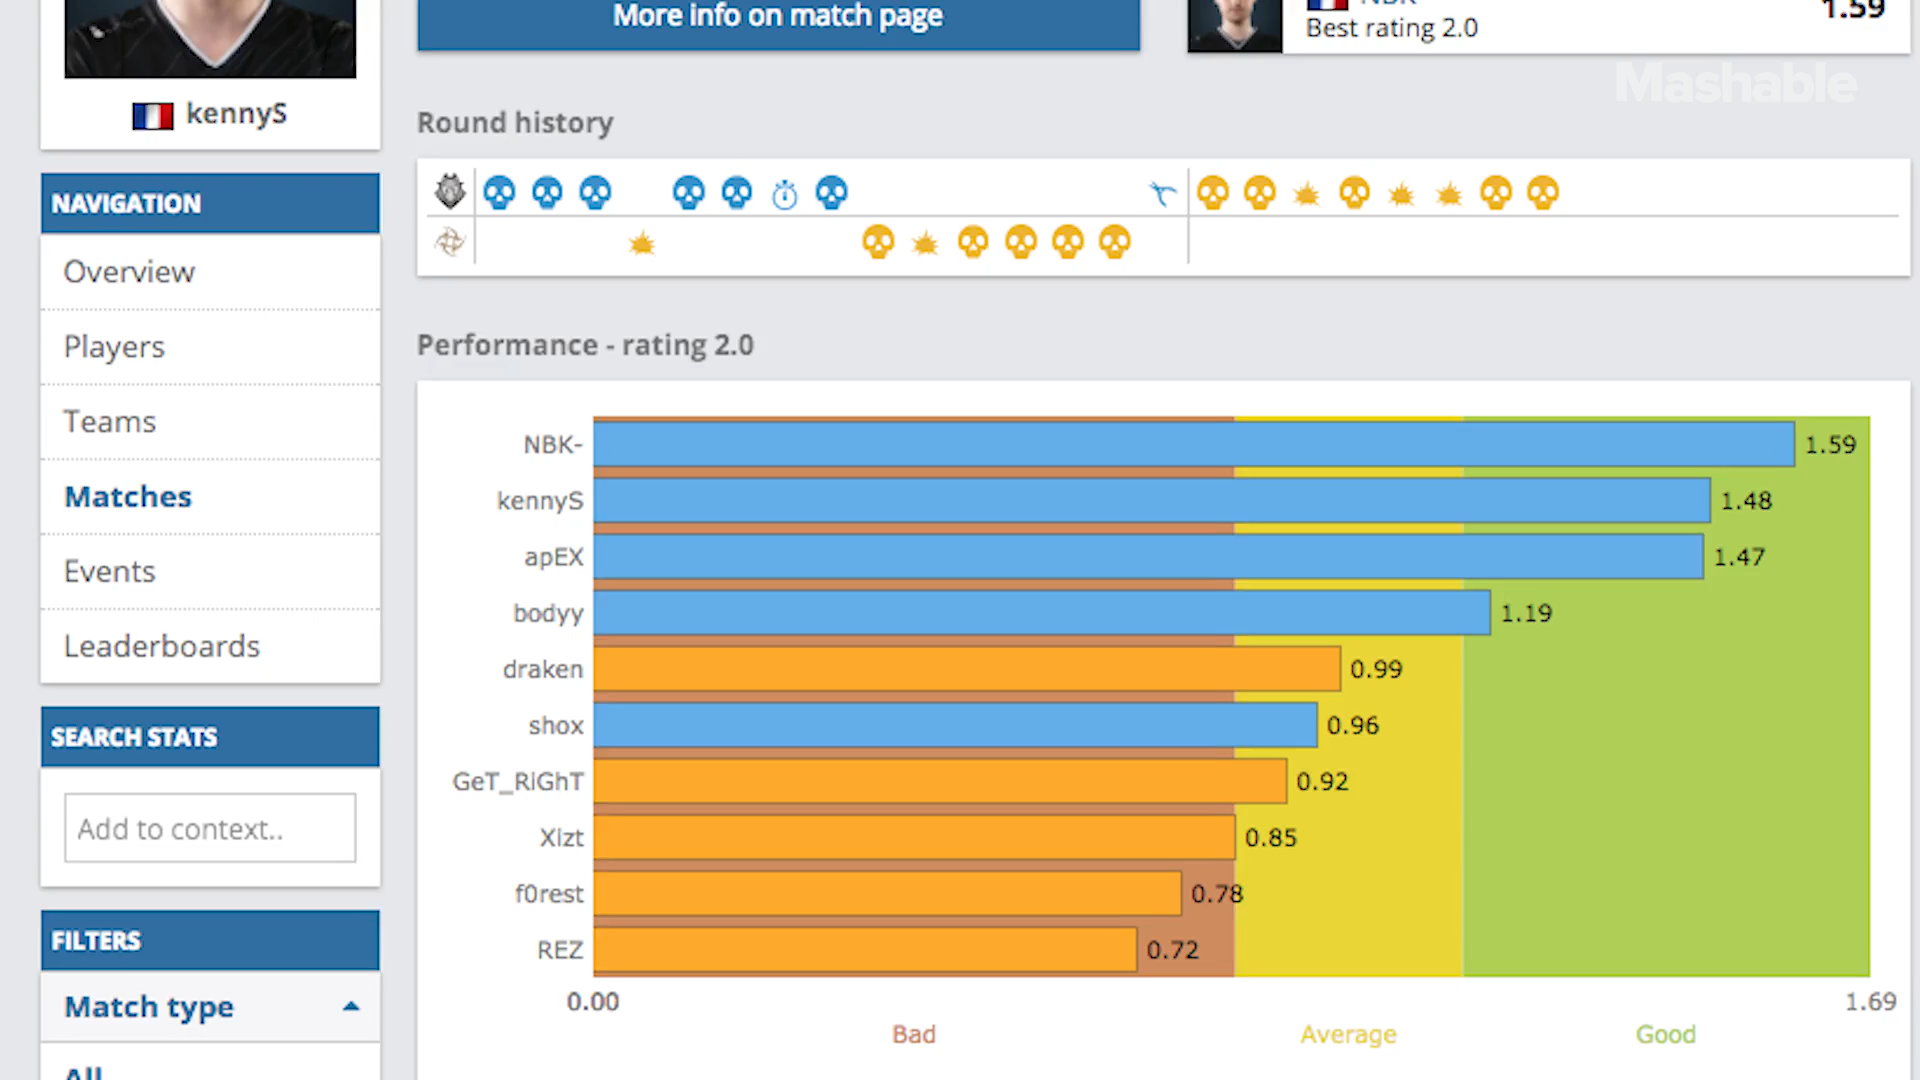 More info on match page
NBK-
1.59
Best rating 2.0
Mashable
kennyS
Round history
NAVIGATION
Overview
Players
Teams
Matches
Events
Leaderboards
SEARCH STATS
Add to context..
FILTERS
Match type
All
Performance - rating 2.0
NBK- 1.59
kennyS 1.48
apEX 1.47
bodyy 1.19
draken 0.99
shox 0.96
GeT_RiGhT 0.92
Xizt 0.85
f0rest 0.78
REZ 0.72
0.00 1.69
Bad Average Good